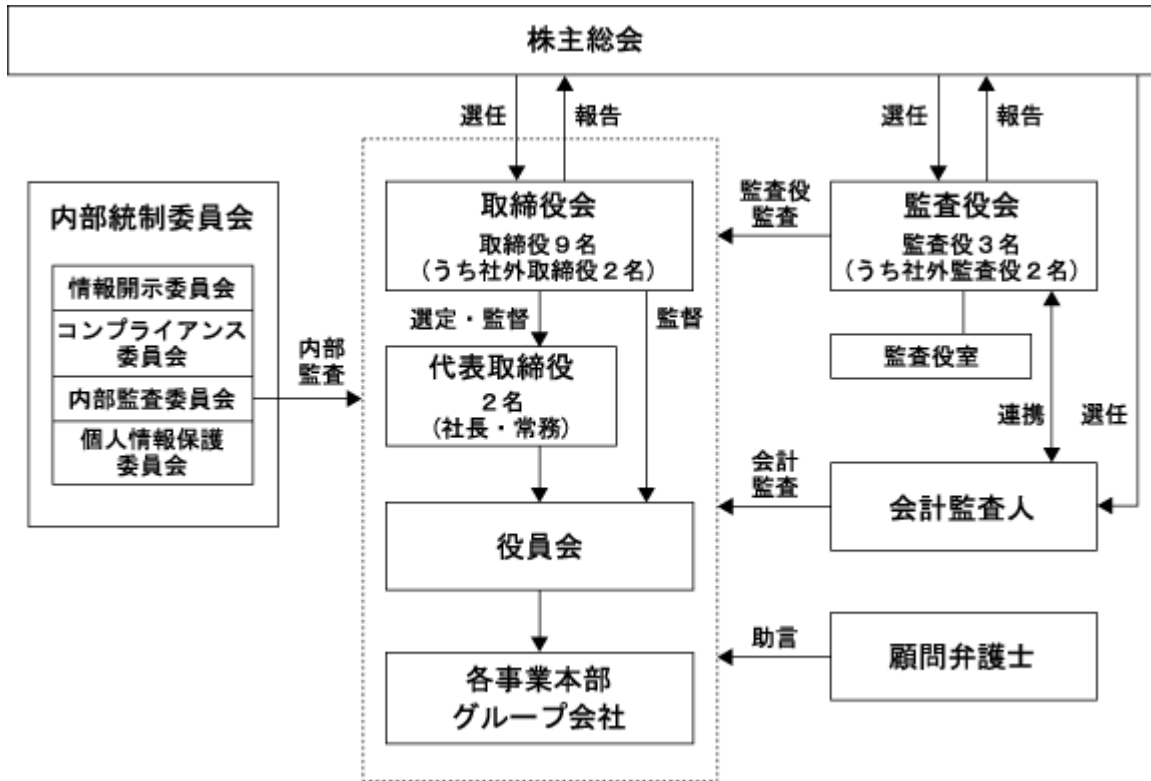 株主総会
選任
報告
選任
報告
内部統制委員会
情報開示委員会
コンプライアンス
委員会
内部監査委員会
個人情報保護
委員会
内部
監査
取締役会
取締役９名
（うち社外取締役２名）
選定・監督
監督
代表取締役
２名
（社長・常務）
役員会
各事業本部
グループ会社
監査役
監査
監査役会
監査役３名
（うち社外監査役２名）
監査役室
連携
選任
会計
監査
会計監査人
助言
顧問弁護士